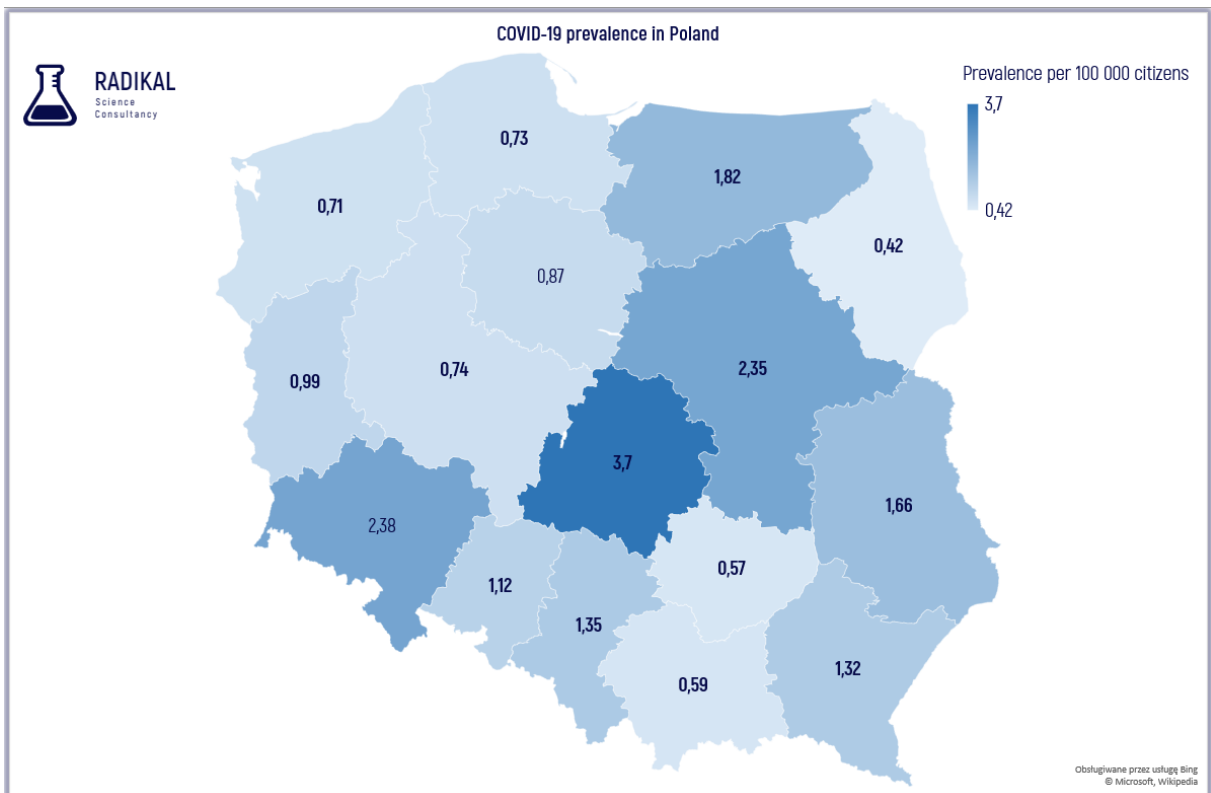 COVID-19 prevalence in Poland
RADIKAL
Science
Consultancy
Prevalence per 100 000 citizens
3,7
0,42
0,73
1,82
0,71
0,42
0,87
0,99
0,74
2,35
3,7
1,66
2,38
1,12
0,57
1,35
1,32
0,59
Obsługiwane przez usługę Bing
© Microsoft, Wikipedia